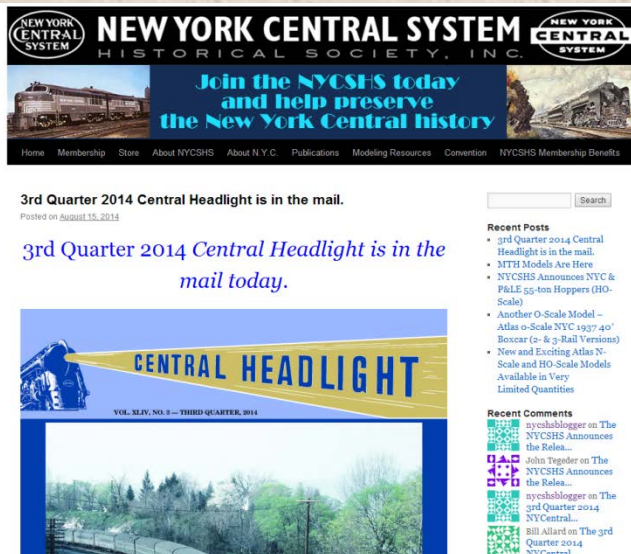 NEW YORK
CENTRAL
SYSTEM
NEW YORK CENTRAL SYSTEM
HISTORICAL SOCIETY, INC.
NEW YORK
CENTRAL
SYSTEM
Join the NYCSHS today
and help preserve
the New York Central history
Home Membership Store About NYCSHS About N.Y.C. Publications Modeling Resources Convention NYCSHS Membership Benefits
3rd Quarter 2014 Central Headlight is in the mail.
Posted on August 15, 2014
3rd Quarter 2014 Central Headlight is in the
mail today.
CENTRAL HEADLIGHT
VOL. XLIV, NO. 3 — THIRD QUARTER, 2014
Search
Recent Posts
3rd Quarter 2014 Central
Headlight is in the mail.
MTH Models Are Here
NYCSHS Announces NYC &
P&LE 55-ton Hoppers (HO-
Scale)
Another O-Scale Model –
Atlas O-Scale NYC 1937 40'
Boxcar (2- & 3-Rail Versions)
New and Exciting Atlas N-
Scale and HO-Scale Models
Available in Very
Limited Quantities
Recent Comments
nycshsblogger on The
NYCSHS Announces
the Relea...
John Tegeder on The
NYCSHS Announces
the Relea...
nycshsblogger on The
3rd Quarter 2014
NYCentral...
Bill Allard on The 3rd
Quarter 2014
NYCentral